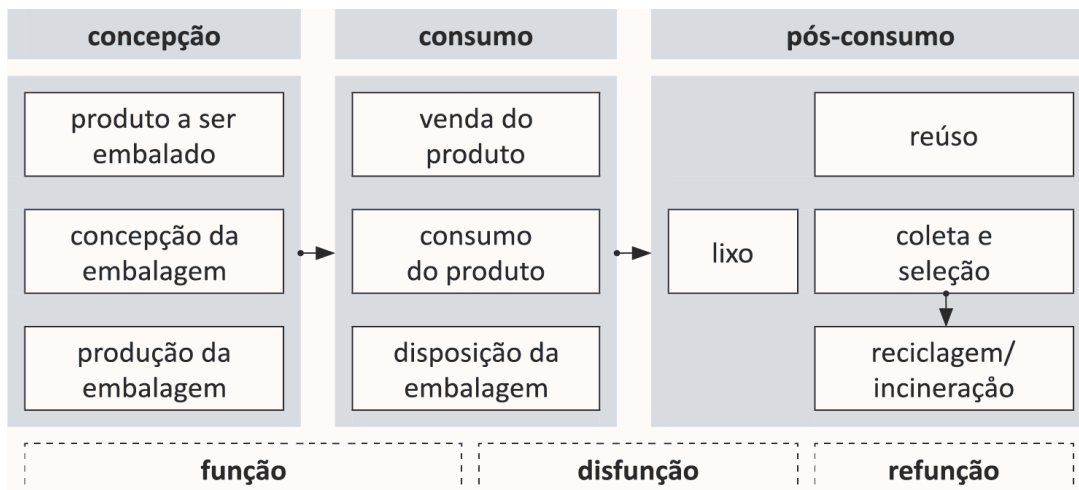 concepção
consumo
pós-consumo
produto a ser
embalado
venda do
produto
reúso
concepção da
embalagem
consumo
do produto
lixo
coleta e
seleção
produção da
embalagem
disposição da
embalagem
reciclagem/
incineraçåo
função
disfunção
refunção